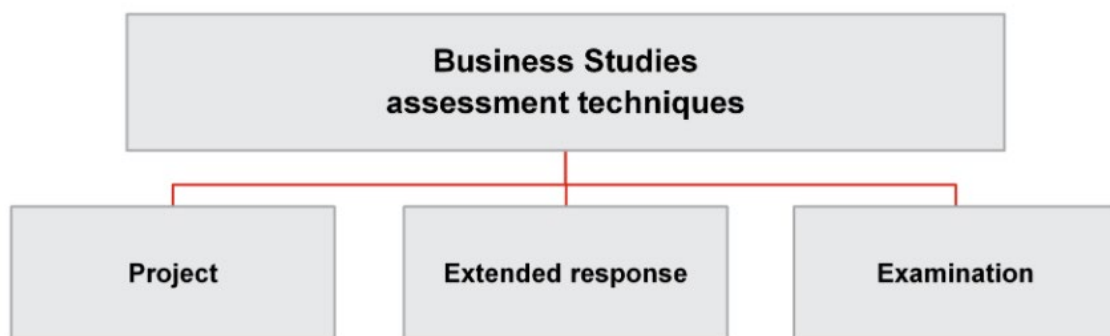 Business Studies
assessment techniques
Project
Extended response
Examination